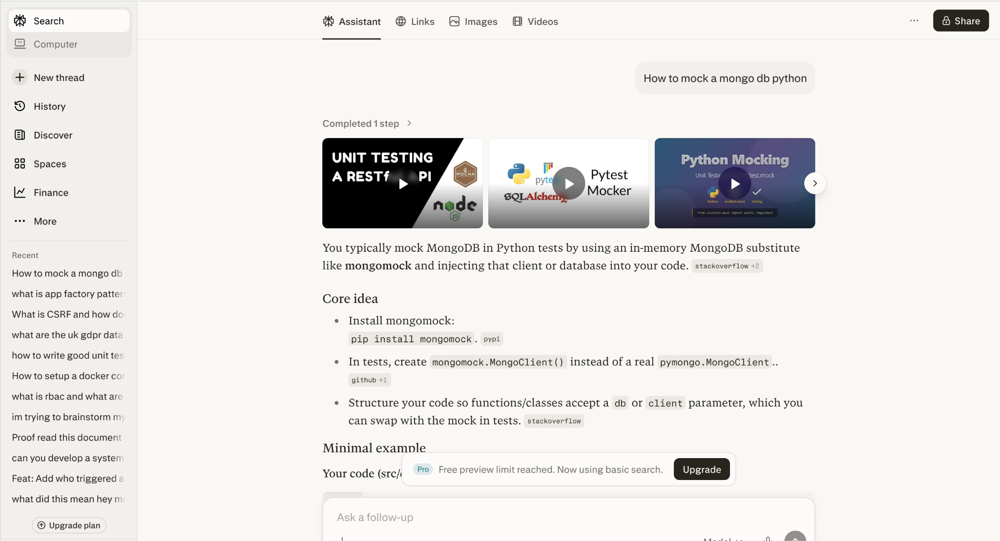 Search
Computer
New thread
History
Discover
Spaces
Finance
More
Recent
How to mock a mongo db
what is app factory patter
What is CSRF and how do
what are the uk gdpr data
how to write good unit tes
How to setup a docker co
what is rbac and what are
im trying to brainstorm my
Proof read this document
can you develop a system
Feat: Add who triggered a
what did this mean hey m
Upgrade plan
Assistant
Links
Images
Videos
Share
How to mock a mongo db python
Completed 1 step
UNIT TESTING
A RESTf PI
MOCHA
node
JS
pyte
SQLAlchemy
Pytest
Mocker
Python Mocking
Unit Testin test.mock
Python unittest.mock Testing
from unittest.mock import patch, MagicMock
You typically mock MongoDB in Python tests by using an in-memory MongoDB substitute
like mongomock and injecting that client or database into your code. stackoverflow +2
Core idea
• Install mongomock:
pip install mongomock. pypi
• In tests, create mongomock.MongoClient() instead of a real pymongo.MongoClient..
github +1
• Structure your code so functions/classes accept a db or client parameter, which you
can swap with the mock in tests. stackoverflow
Minimal example
Your code (src/
Pro Free preview limit reached. Now using basic search. Upgrade
Ask a follow-up
Model